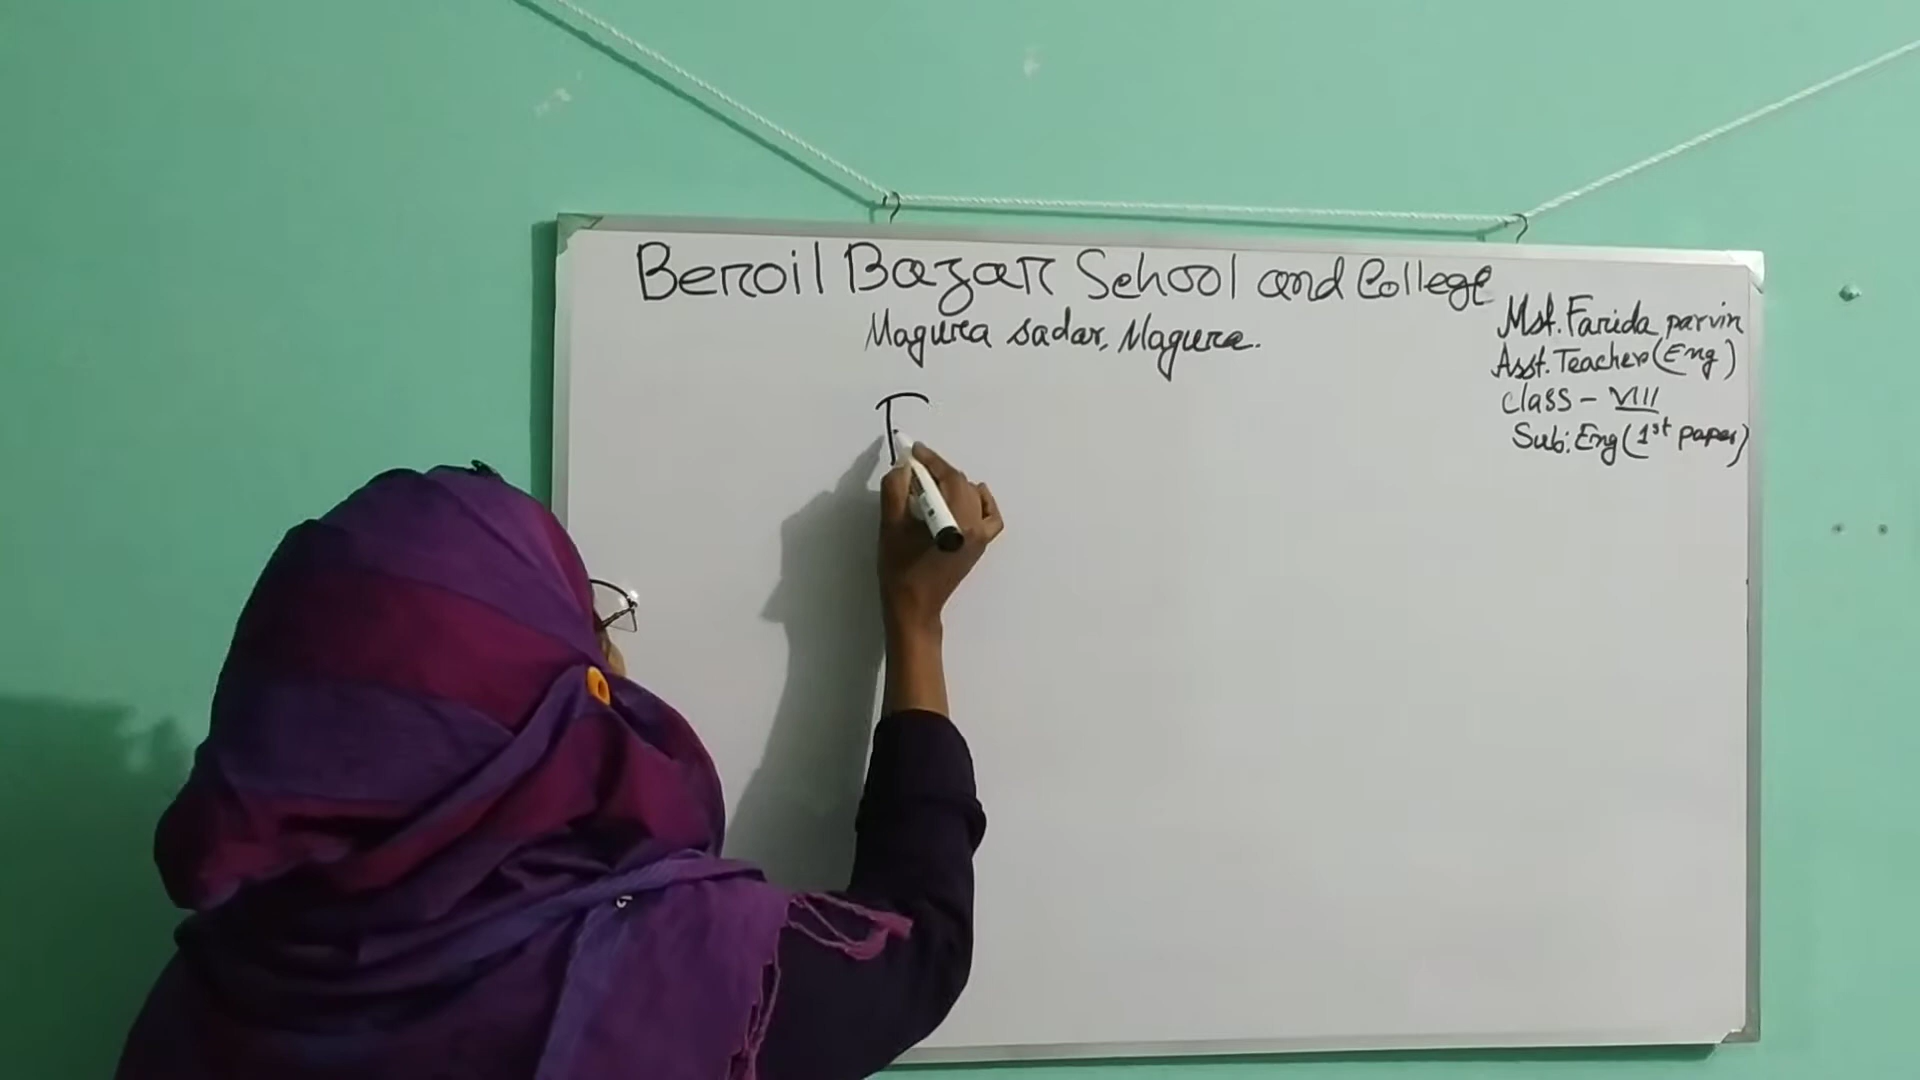 Beroil Bazar School and College
Magura sadar, Magura.
Mst. Farida parvin
Asst. Teacher (Eng)
Class - VIII
Sub: Eng (1st paper)
T